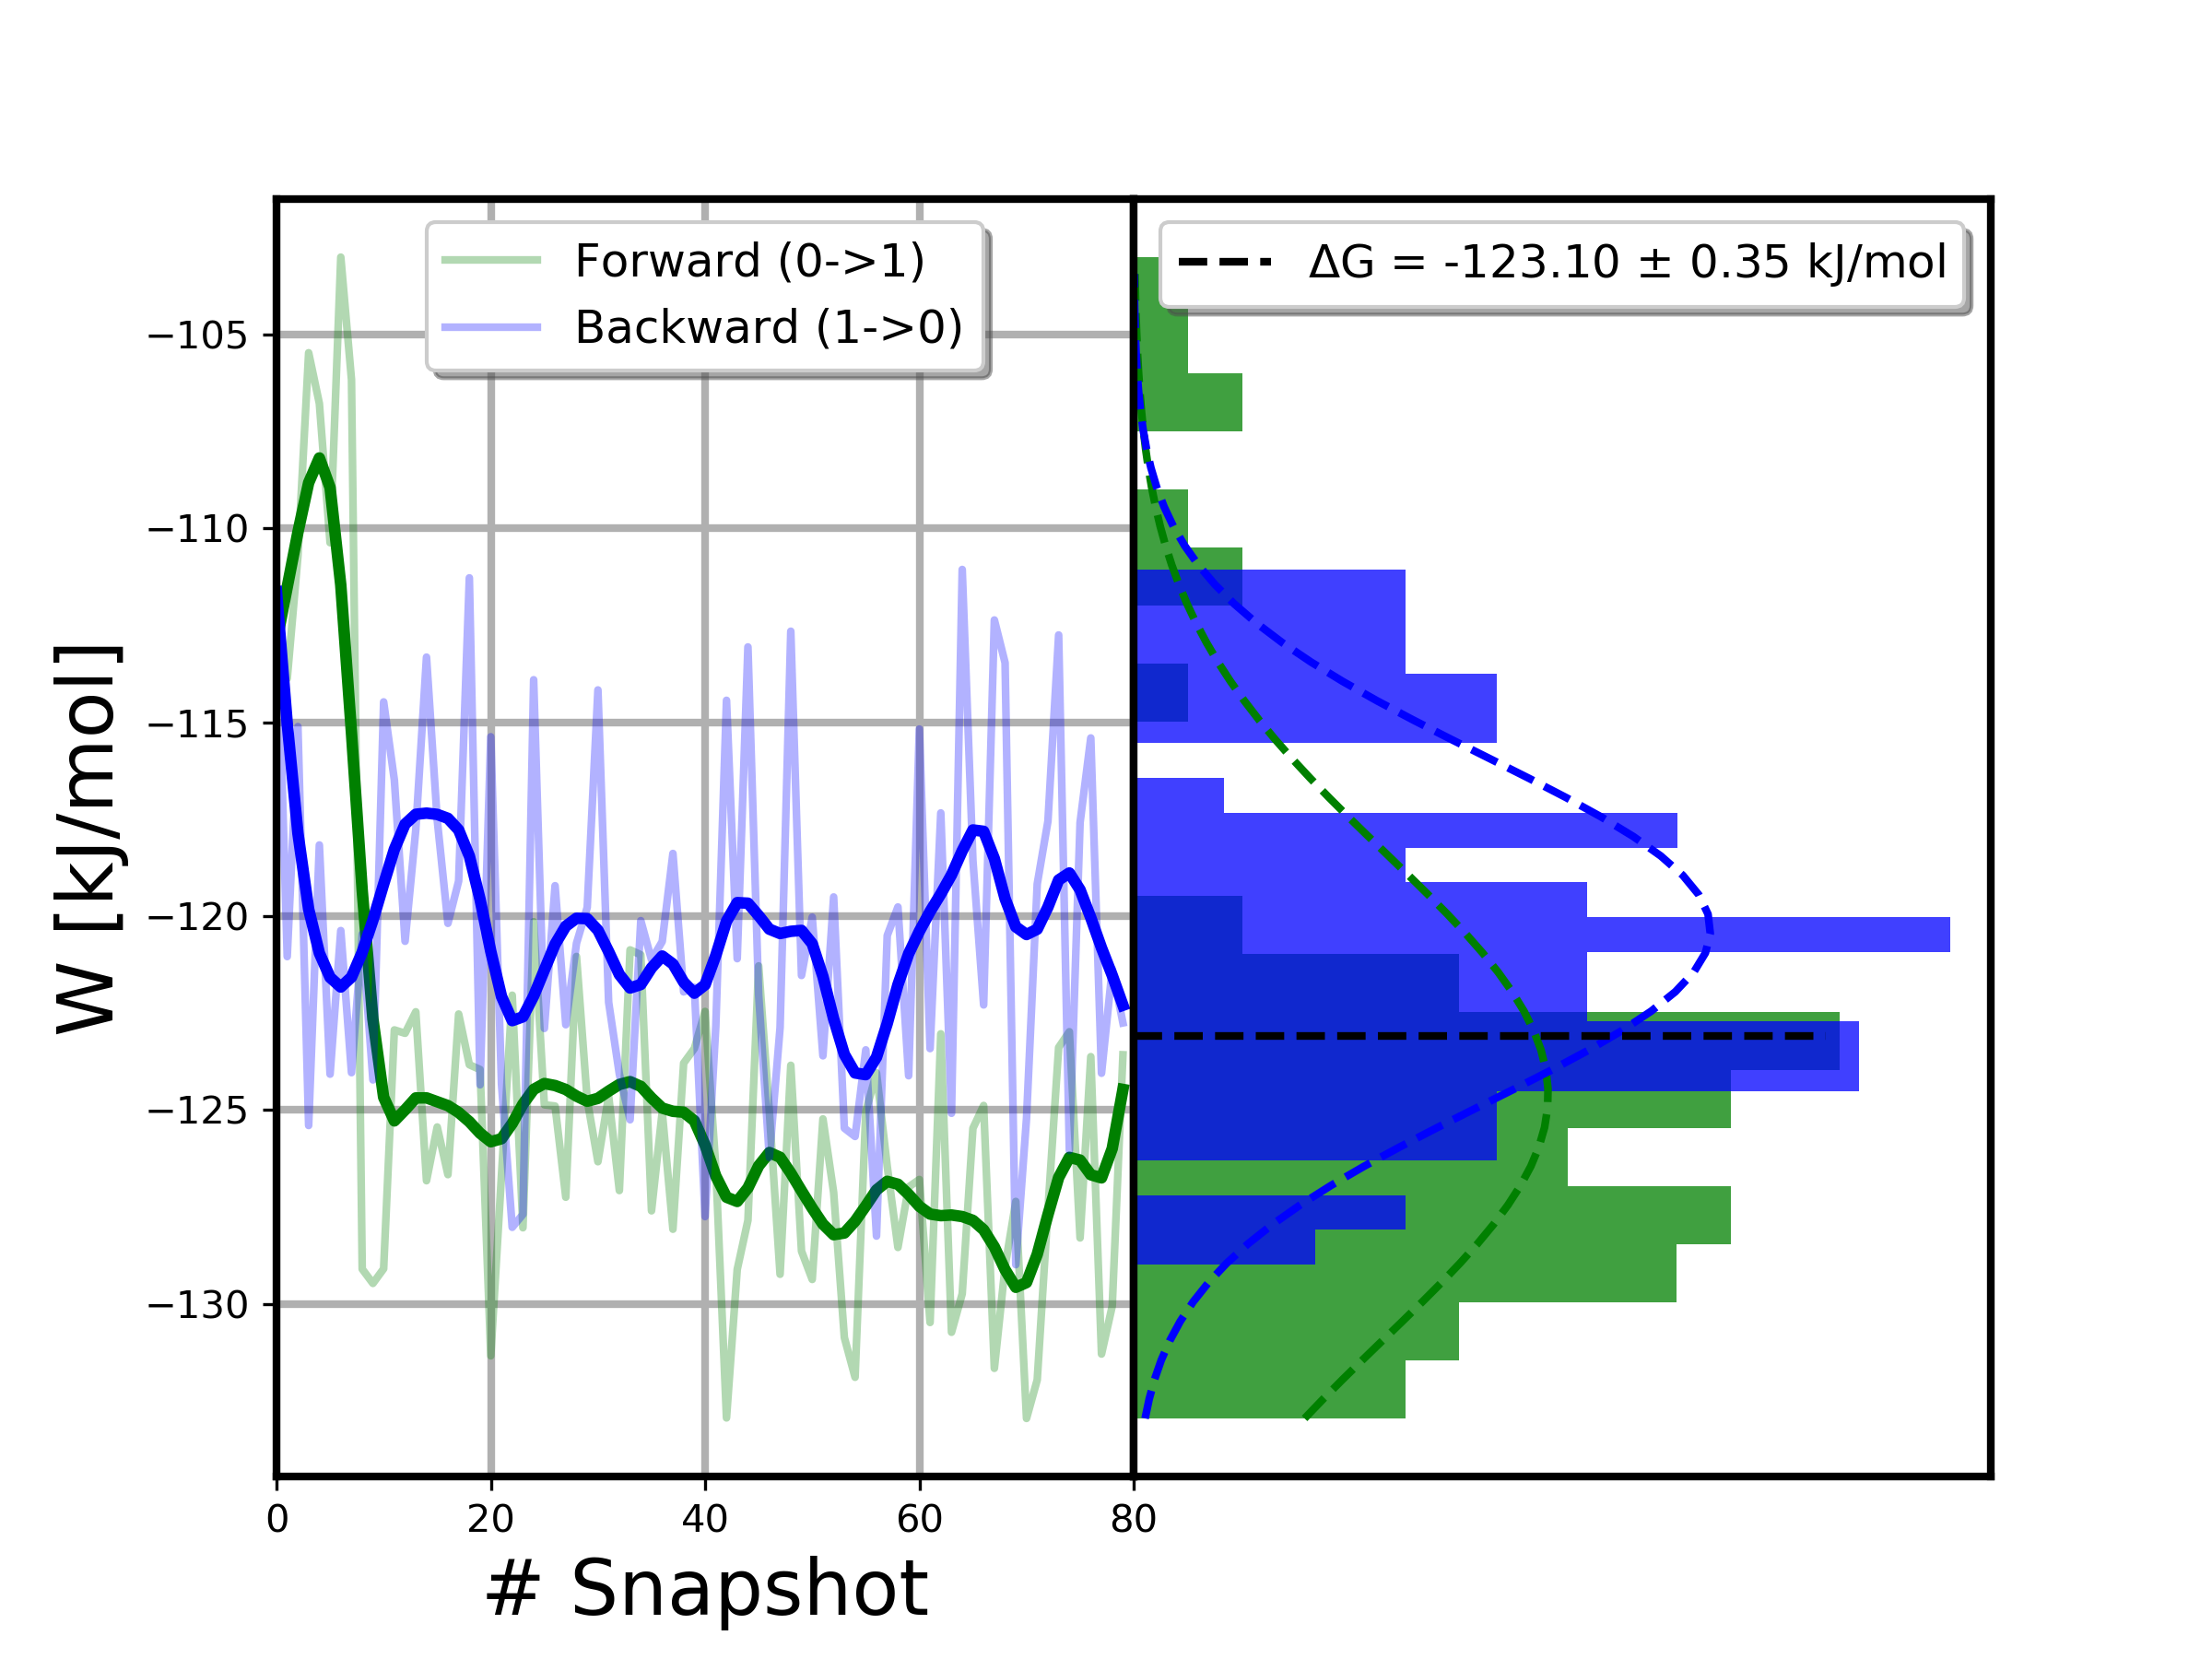 Forward (0->1)
Backward (1->0)
ΔG = -123.10 ± 0.35 kJ/mol
W [kJ/mol]
−105
−110
−115
−120
−125
−130
0 20 40 60 80
# Snapshot